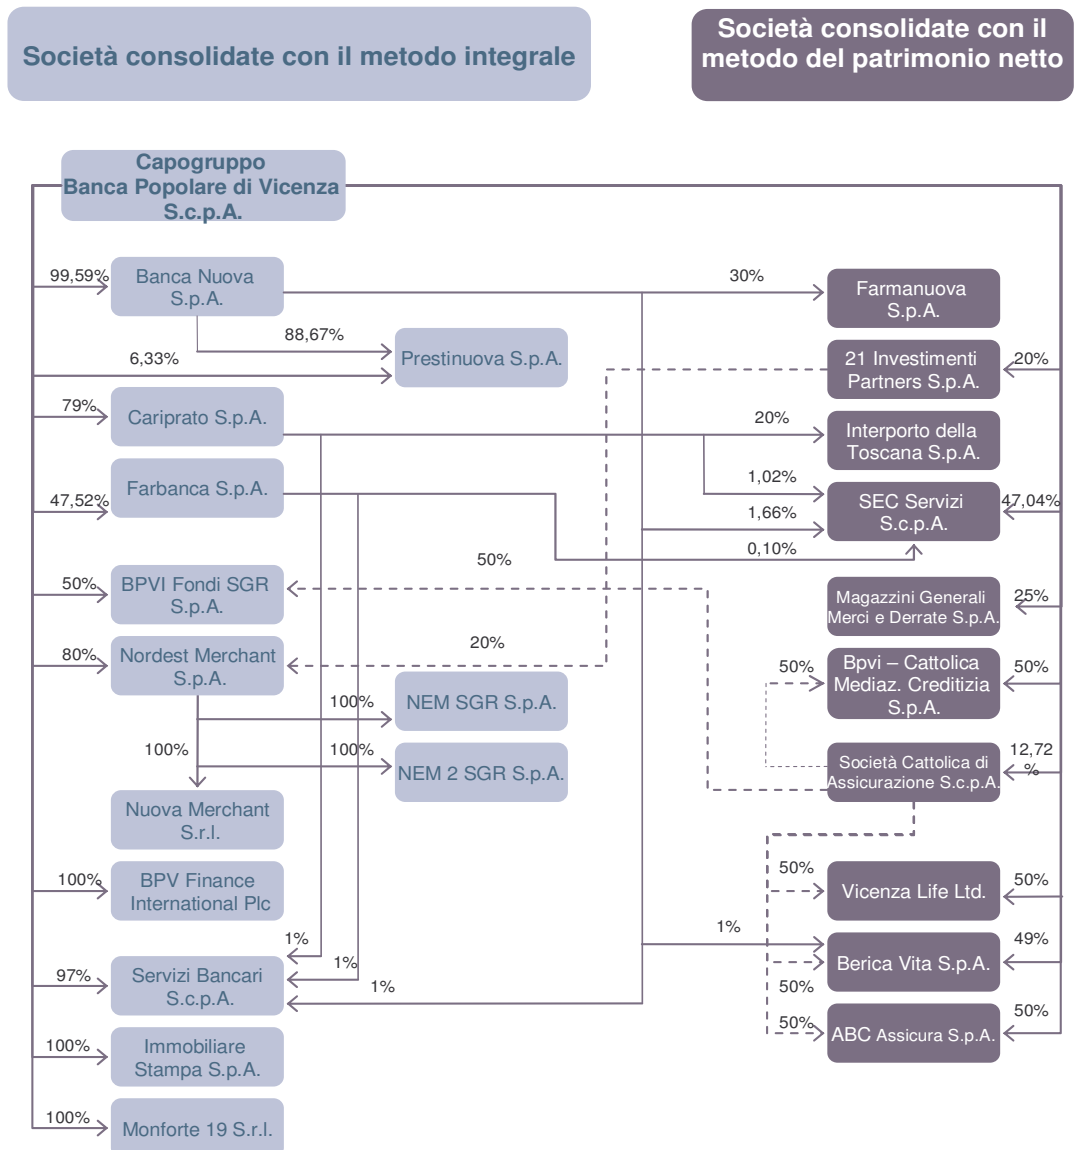 Società consolidate con il metodo integrale
Società consolidate con il
metodo del patrimonio netto
Capogruppo
Banca Popolare di Vicenza
S.c.p.A.
99,59%
Banca Nuova
S.p.A.
30%
Farmanuova
S.p.A.
88,67%
6,33%
Prestinuova S.p.A.
21 Investimenti
Partners S.p.A.
20%
79%
Cariprato S.p.A.
20%
Interporto della
Toscana S.p.A.
47,52%
Farbanca S.p.A.
1,02%
1,66%
0,10%
SEC Servizi
S.c.p.A.
47,04%
50%
50%
BPVI Fondi SGR
S.p.A.
Magazzini Generali
Merci e Derrate S.p.A.
25%
80%
Nordest Merchant
S.p.A.
20%
50%
Bpvi – Cattolica
Mediaz. Creditizia
S.p.A.
50%
100%
NEM SGR S.p.A.
100%
100%
NEM 2 SGR S.p.A.
Società Cattolica di
Assicurazione S.c.p.A.
12,72
%
Nuova Merchant
S.r.l.
100%
BPV Finance
International Plc
50%
Vicenza Life Ltd.
50%
1%
1%
1%
97%
Servizi Bancari
S.c.p.A.
1%
50%
Berica Vita S.p.A.
49%
50%
ABC Assicura S.p.A.
50%
100%
Immobiliare
Stampa S.p.A.
100%
Monforte 19 S.r.l.